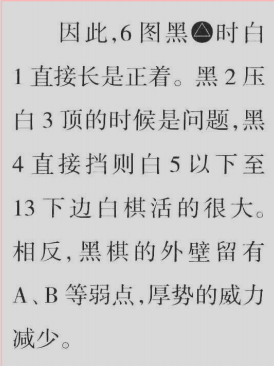 因此,6图黑▲时白
1直接长是正着。黑2压
白3顶的时候是问题,黑
4直接挡则白5以下至
13下边白棋活的很大。
相反,黑棋的外壁留有
A、B等弱点,厚势的威力
减少。